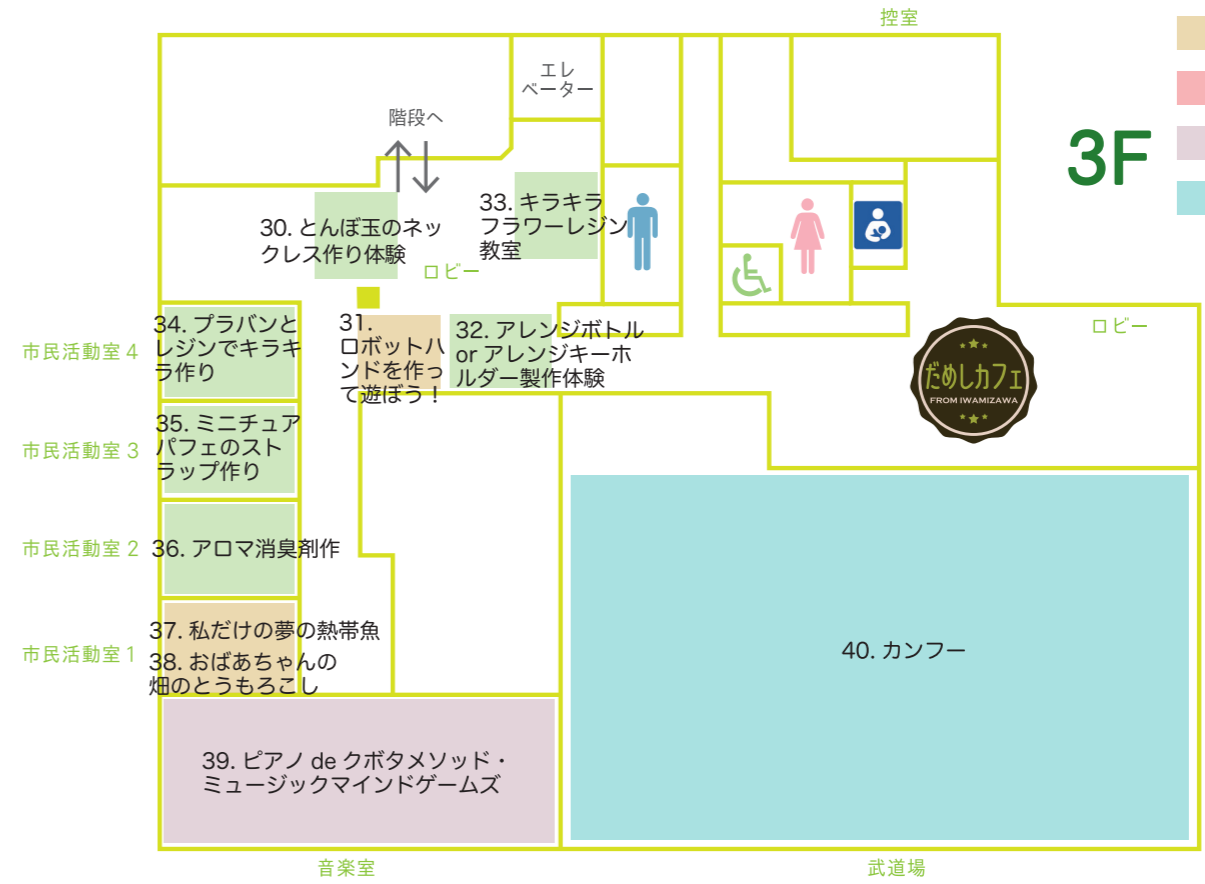 控室
エレ
ベーター
階段へ
3F
30. とんぼ玉のネッ
クレス作り体験
33. キラキラ
フラワーレジン
教室
ロビー
31.
ロボットハ
ンドを作っ
て遊ぼう！
32. アレンジボトル
or アレンジキーホ
ルダー製作体験
ロビー
だめしカフェ
FROM IWAMIZAWA
市民活動室 4
34. プラバンと
レジンでキラキ
ラ作り
市民活動室 3
35. ミニチュア
パフェのスト
ラップ作り
市民活動室 2
36. アロマ消臭剤作
市民活動室 1
37. 私だけの夢の熱帯魚
38. おばあちゃんの
畑のとうもろこし
40. カンフー
39. ピアノ de クボタメソッド・
ミュージックマインドゲームズ
音楽室
武道場